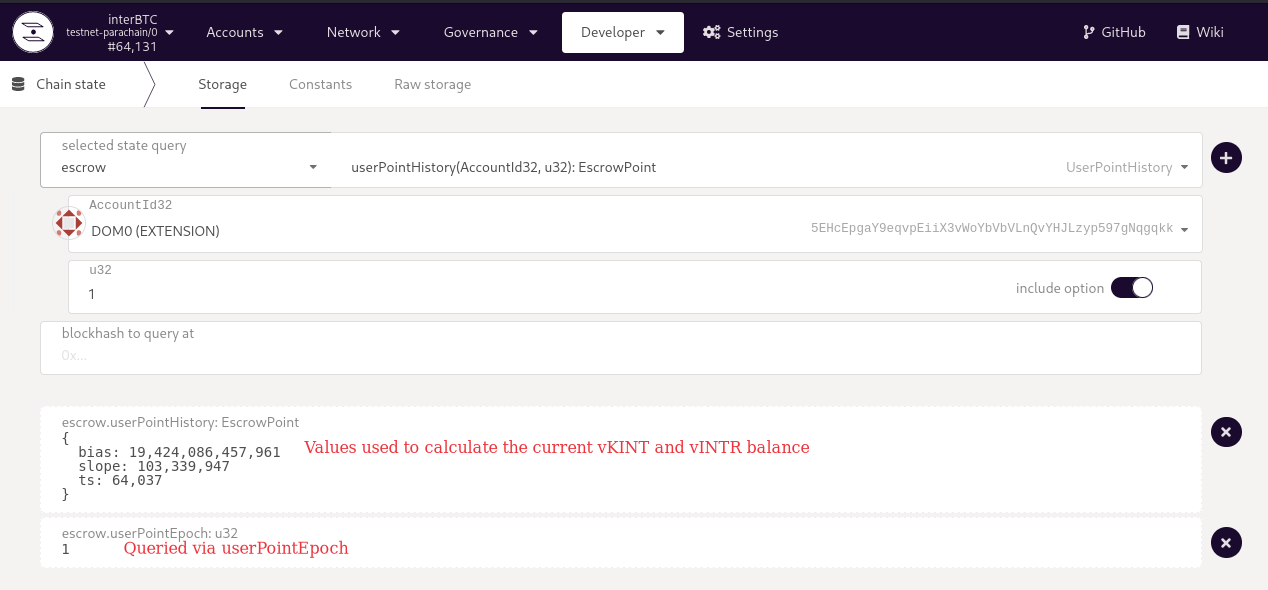 interBTC
testnet-parachain/0
#64,131
Accounts
Network
Governance
Developer
Settings
GitHub
Wiki
Chain state
Storage
Constants
Raw storage
selected state query
escrow
userPointHistory(AccountId32, u32): EscrowPoint
UserPointHistory
AccountId32
DOM0 (EXTENSION)
5EHcEpgaY9eqvpEiiX3vWoYbVbVLnQvYHJLzyp597gNqgqkk
u32
1
include option
blockhash to query at
0x...
escrow.userPointHistory: EscrowPoint
{
bias: 19,424,086,457,961
Values used to calculate the current vKINT and vINTR balance
slope: 103,339,947
ts: 64,037
}
escrow.userPointEpoch: u32
1
Queried via userPointEpoch